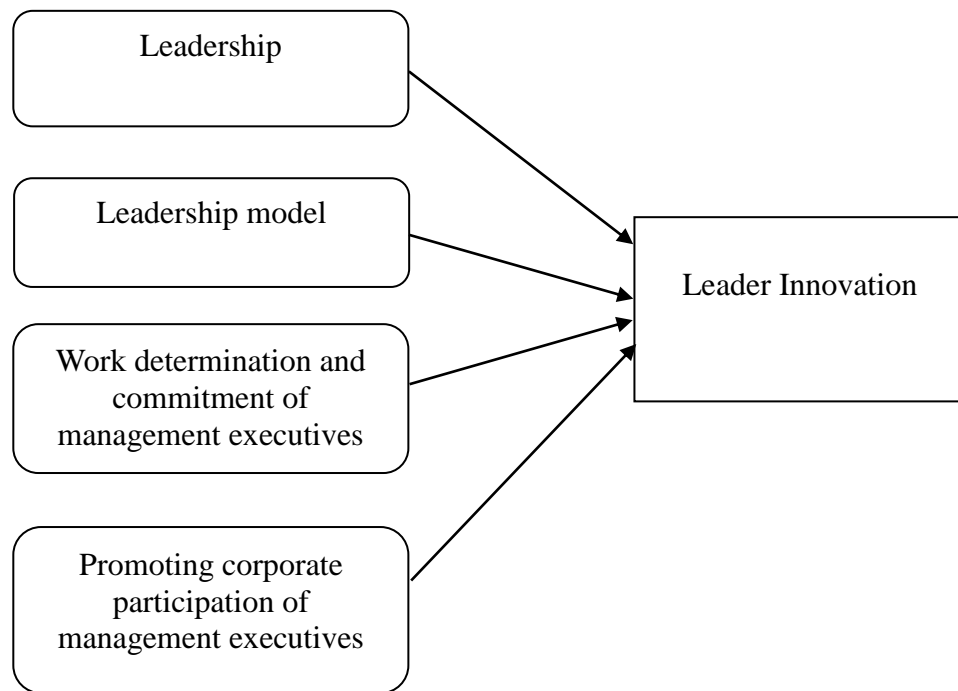 Leadership
Leadership model
Leader Innovation
Work determination and
commitment of
management executives
Promoting corporate
participation of
management executives